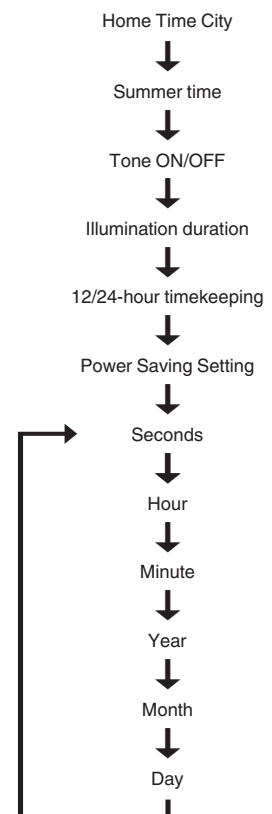 Home Time City
Summer time
Tone ON/OFF
Illumination duration
12/24-hour timekeeping
Power Saving Setting
Seconds
Hour
Minute
Year
Month
Day